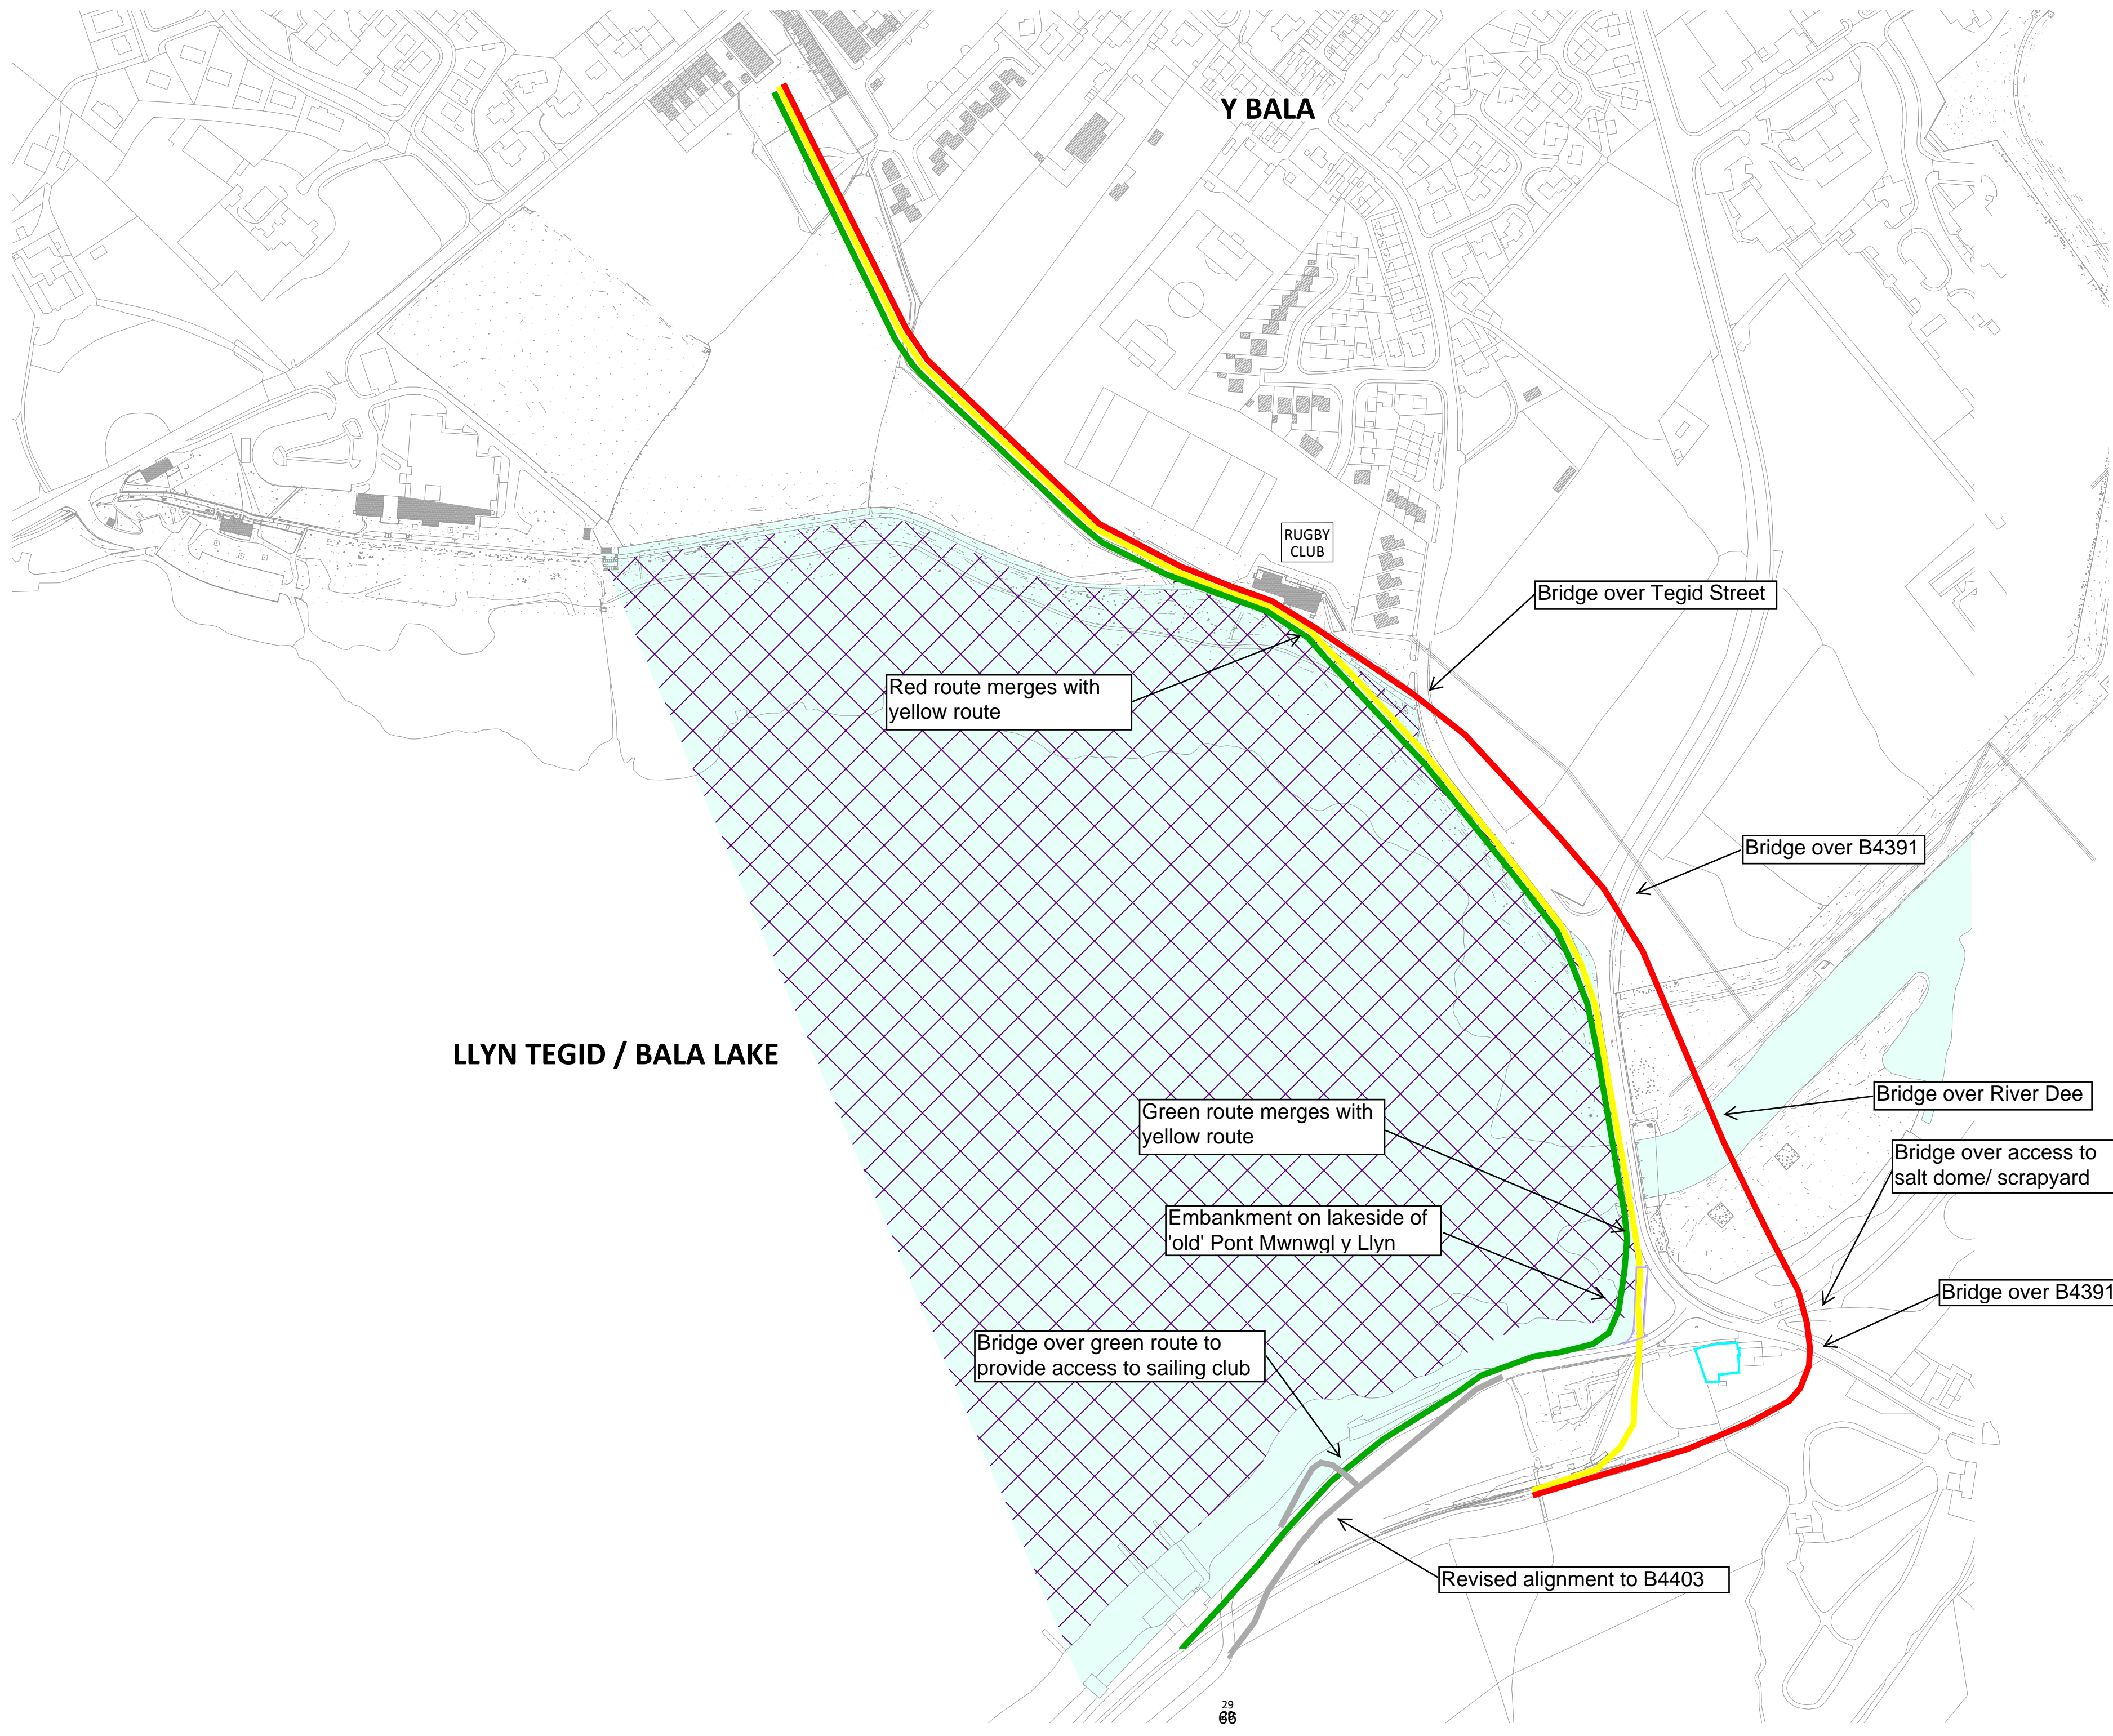 Y BALA
RUGBY
CLUB
Bridge over Tegid Street
Red route merges with
yellow route
Bridge over B4391
LLYN TEGID / BALA LAKE
Bridge over River Dee
Green route merges with
yellow route
Bridge over access to
salt dome/ scrapyard
Embankment on lakeside of
'old' Pont Mwnwgl y Llyn
Bridge over B4391
Bridge over green route to
provide access to sailing club
Revised alignment to B4403
29
66